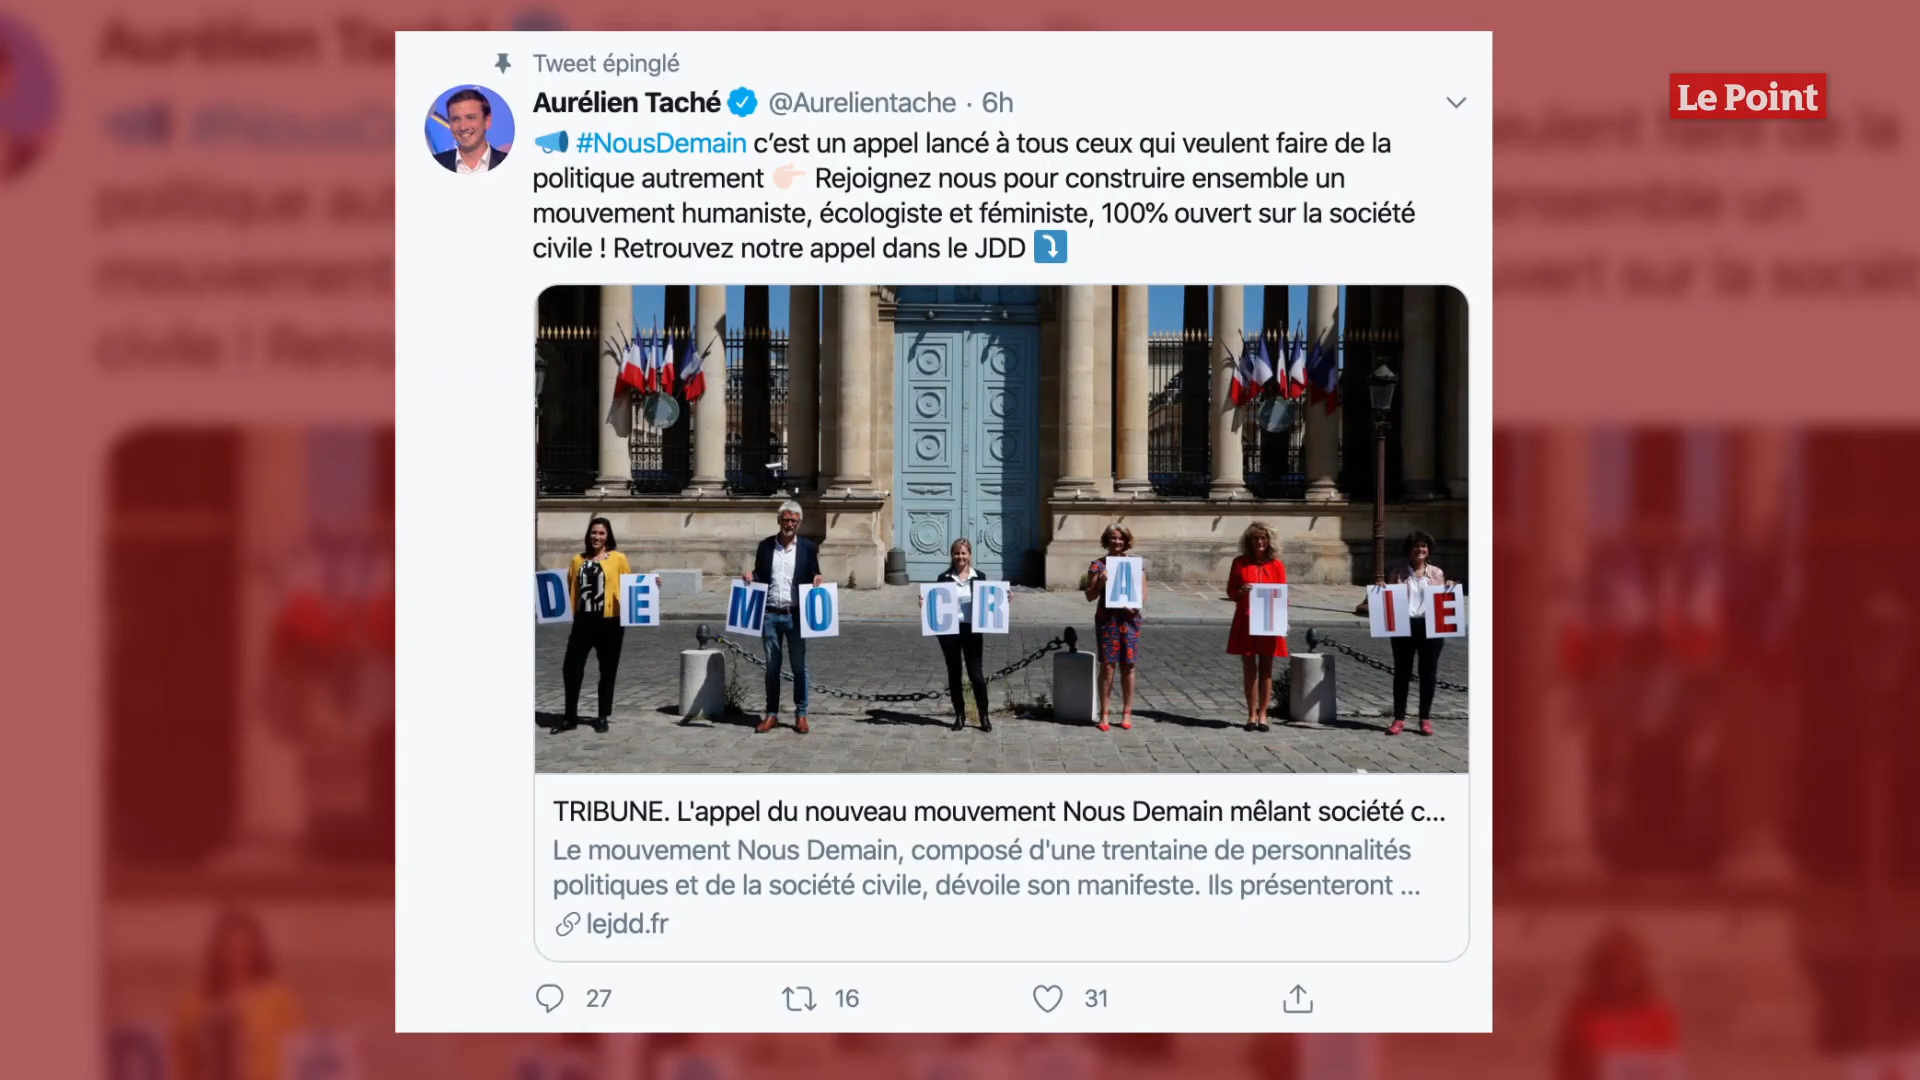 Le Point
Tweet épinglé
Aurélien Taché @Aurelientache · 6h
#NousDemain c’est un appel lancé à tous ceux qui veulent faire de la
politique autrement Rejoignez nous pour construire ensemble un
mouvement humaniste, écologiste et féministe, 100% ouvert sur la société
civile ! Retrouvez notre appel dans le JDD
D É M O C R A T I E
TRIBUNE. L'appel du nouveau mouvement Nous Demain mêlant société c...
Le mouvement Nous Demain, composé d'une trentaine de personnalités
politiques et de la société civile, dévoile son manifeste. Ils présenteront ...
lejdd.fr
27 16 31